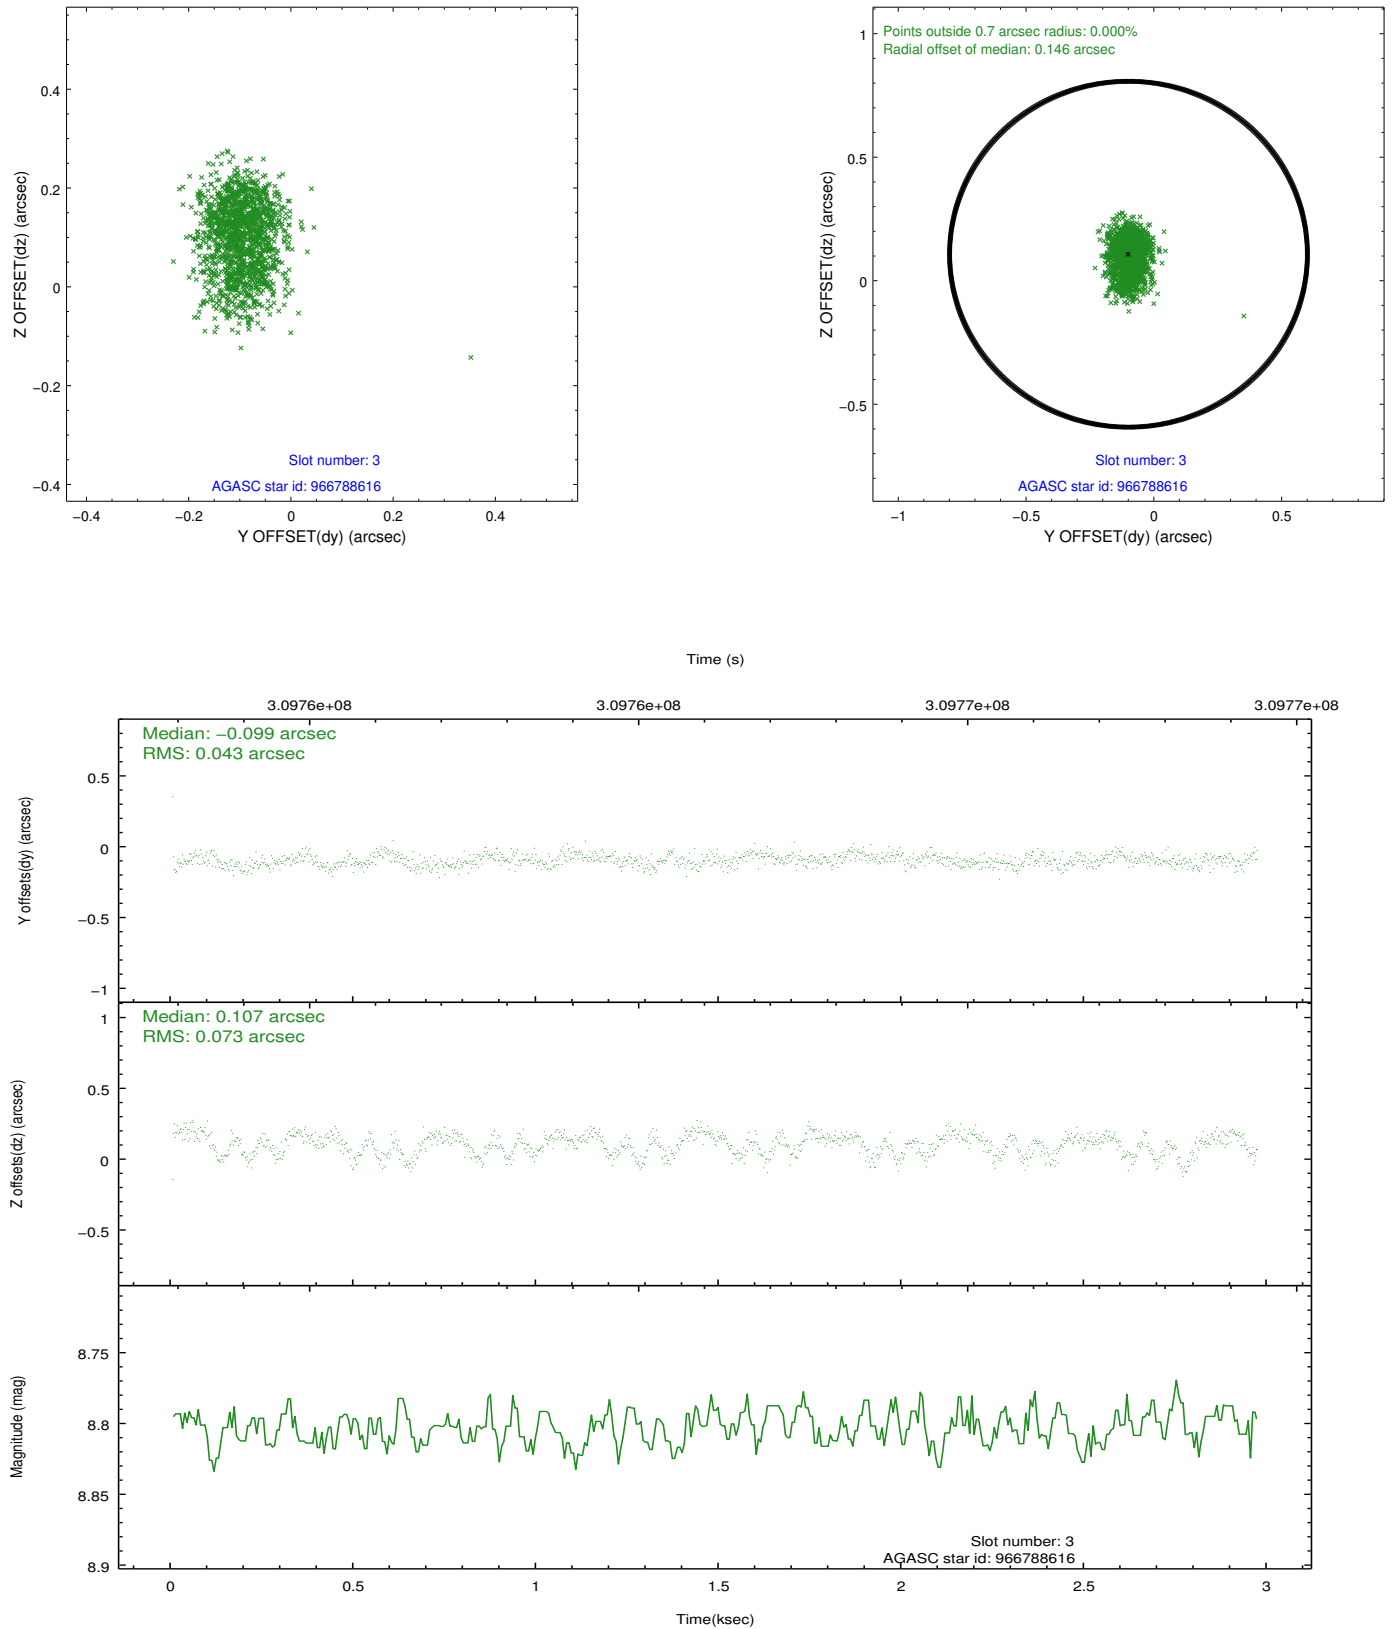 0.4
0.2
0
−0.2
−0.4
Z OFFSET(dz) (arcsec)
Slot number: 3
AGASC star id: 966788616
−0.4
−0.2
0
0.2
0.4
Y OFFSET(dy) (arcsec)
Points outside 0.7 arcsec radius: 0.000%
Radial offset of median: 0.146 arcsec
1
0.5
0
−0.5
Z OFFSET(dz) (arcsec)
Slot number: 3
AGASC star id: 966788616
−1
−0.5
0
0.5
Y OFFSET(dy) (arcsec)
Time (s)
3.0976e+08
3.0976e+08
3.0977e+08
3.0977e+08
Median: −0.099 arcsec
RMS: 0.043 arcsec
0.5
0
−0.5
−1
Y offsets(dy) (arcsec)
Median: 0.107 arcsec
RMS: 0.073 arcsec
1
0.5
0
−0.5
Z offsets(dz) (arcsec)
8.75
8.8
8.85
8.9
Magnitude (mag)
Slot number: 3
AGASC star id: 966788616
0
0.5
1
1.5
2
2.5
3
Time(ksec)